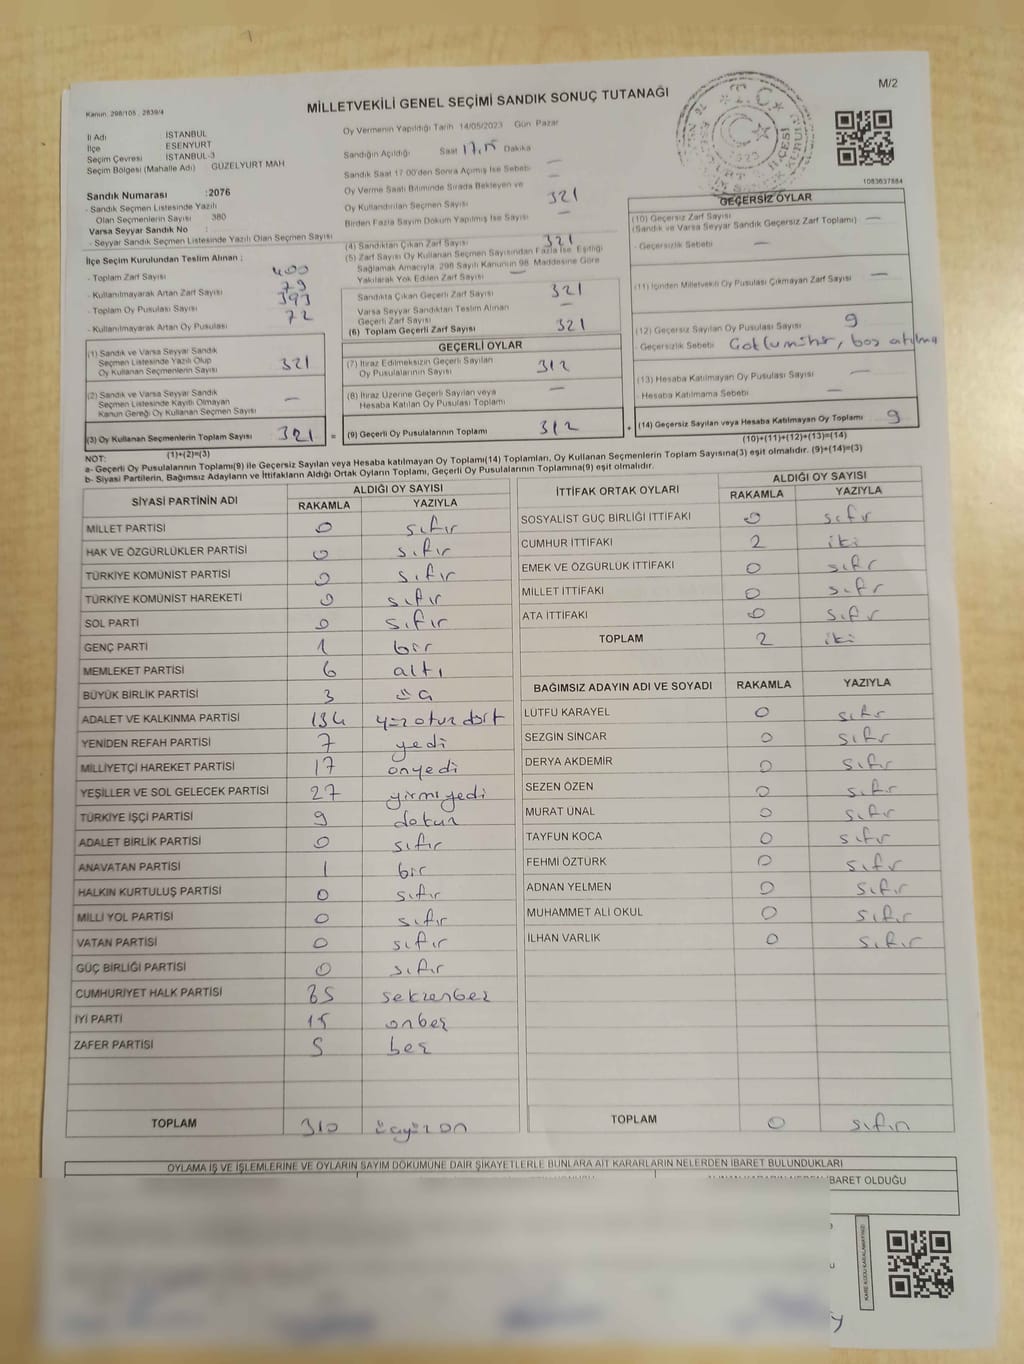 M/2
Kanun: 298/105 , 2839/4
MİLLETVEKİLİ GENEL SEÇİMİ SANDIK SONUÇ TUTANAĞI
1083637884
İl Adı İSTANBUL
İlçe ESENYURT
Seçim Çevresi İSTANBUL-3
Seçim Bölgesi (Mahalle Adı) GÜZELYURT MAH
Sandık Numarası :2076
- Sandık Seçmen Listesinde Yazılı
Olan Seçmenlerin Sayısı 380
Varsa Seyyar Sandık No :
- Seyyar Sandık Seçmen Listesinde Yazılı Olan Seçmen Sayısı
İlçe Seçim Kurulundan Teslim Alınan :
- Toplam Zarf Sayısı 400
- Kullanılmayarak Artan Zarf Sayısı 79
- Toplam Oy Pusulası Sayısı 393
- Kullanılmayarak Artan Oy Pusulası 72
(1) Sandık ve Varsa Seyyar Sandık
Seçmen Listesinde Yazılı Olup
Oy Kullanan Seçmenlerin Sayısı 321
(2) Sandık ve Varsa Seyyar Sandık
Seçmen Listesinde Kayıtlı Olmayan
Kanun Gereği Oy Kullanan Seçmen Sayısı —
(3) Oy Kullanan Seçmenlerin Toplam Sayısı 321 =
(1)+(2)=(3)
Oy Vermenin Yapıldığı Tarih 14/05/2023 Gün Pazar
Sandığın Açıldığı Saat 17.15 Dakika
Sandık Saat 17:00'den Sonra Açılmış İse Sebebi —
Oy Verme Saati Bitiminde Sırada Bekleyen ve —
Oy Kullandırılan Seçmen Sayısı 321
Birden Fazla Sayım Döküm Yapılmış İse Sayısı —
(4) Sandıktan Çıkan Zarf Sayısı 321
(5) Zarf Sayısı Oy Kullanan Seçmen Sayısından Fazla İse, Eşitliği
Sağlamak Amacıyla, 298 Sayılı Kanunun 98. Maddesine Göre
Yakılarak Yok Edilen Zarf Sayısı —
Sandıkta Çıkan Geçerli Zarf Sayısı 321
Varsa Seyyar Sandıktan Teslim Alınan
Geçerli Zarf Sayısı —
(6) Toplam Geçerli Zarf Sayısı 321
GEÇERLİ OYLAR
(7) İtiraz Edilmeksizin Geçerli Sayılan
Oy Pusulalarının Sayısı 312
(8) İtiraz Üzerine Geçerli Sayılan veya
Hesaba Katılan Oy Pusulası Toplamı —
(9) Geçerli Oy Pusulalarının Toplamı 312 +
GEÇERSİZ OYLAR
(10) Geçersiz Zarf Sayısı —
(Sandık ve Varsa Seyyar Sandık Geçersiz Zarf Toplamı)
- Geçersizlik Sebebi —
(11) İçinden Milletvekili Oy Pusulası Çıkmayan Zarf Sayısı —
(12) Geçersiz Sayılan Oy Pusulası Sayısı 9
- Geçersizlik Sebebi boş atılma
(13) Hesaba Katılmayan Oy Pusulası Sayısı —
- Hesaba Katılmama Sebebi —
(14) Geçersiz Sayılan veya Hesaba Katılmayan Oy Toplamı 9
(10)+(11)+(12)+(13)=(14)
NOT:
a- Geçerli Oy Pusulalarının Toplamı(9) ile Geçersiz Sayılan veya Hesaba katılmayan Oy Toplamı(14) Toplamları, Oy Kullanan Seçmenlerin Toplam Sayısına(3) eşit olmalıdır. (9)+(14)=(3)
b- Siyasi Partilerin, Bağımsız Adayların ve İttifakların Aldığı Ortak Oyların Toplamı, Geçerli Oy Pusulalarının Toplamına(9) eşit olmalıdır.
SİYASİ PARTİNİN ADI ALDIĞI OY SAYISI
RAKAMLA YAZIYLA
MİLLET PARTİSİ 0 sıfır
HAK VE ÖZGÜRLÜKLER PARTİSİ 0 sıfır
TÜRKİYE KOMÜNİST PARTİSİ 0 sıfır
TÜRKİYE KOMÜNİST HAREKETİ 0 sıfır
SOL PARTİ 0 sıfır
GENÇ PARTİ 1 bir
MEMLEKET PARTİSİ 6 altı
BÜYÜK BİRLİK PARTİSİ 3 üç
ADALET VE KALKINMA PARTİSİ 134 yüz otuz dört
YENİDEN REFAH PARTİSİ 7 yedi
MİLLİYETÇİ HAREKET PARTİSİ 17 onyedi
YEŞİLLER VE SOL GELECEK PARTİSİ 27 yirmi yedi
TÜRKİYE İŞÇİ PARTİSİ 9 dokuz
ADALET BİRLİK PARTİSİ 0 sıfır
ANAVATAN PARTİSİ 1 bir
HALKIN KURTULUŞ PARTİSİ 0 sıfır
MİLLİ YOL PARTİSİ 0 sıfır
VATAN PARTİSİ 0 sıfır
GÜÇ BİRLİĞİ PARTİSİ 0 sıfır
CUMHURİYET HALK PARTİSİ 85 seksenbeş
İYİ PARTİ 15 onbeş
ZAFER PARTİSİ 5 beş
TOPLAM 310 üçyüz on
İTTİFAK ORTAK OYLARI ALDIĞI OY SAYISI
RAKAMLA YAZIYLA
SOSYALİST GÜÇ BİRLİĞİ İTTİFAKI 0 sıfır
CUMHUR İTTİFAKI 2 iki
EMEK VE ÖZGÜRLÜK İTTİFAKI 0 sıfır
MİLLET İTTİFAKI 0 sıfır
ATA İTTİFAKI 0 sıfır
TOPLAM 2 iki
BAĞIMSIZ ADAYIN ADI VE SOYADI RAKAMLA YAZIYLA
LÜTFÜ KARAYEL 0 sıfır
SEZGİN SİNCAR 0 sıfır
DERYA AKDEMİR 0 sıfır
SEZEN ÖZEN 0 sıfır
MURAT ÜNAL 0 sıfır
TAYFUN KOCA 0 sıfır
FEHMİ ÖZTÜRK 0 sıfır
ADNAN YELMEN 0 sıfır
MUHAMMET ALİ OKUL 0 sıfır
İLHAN VARLIK 0 sıfır
TOPLAM 0 sıfır
OYLAMA İŞ VE İŞLEMLERİNE VE OYLARIN SAYIM DÖKÜMÜNE DAİR ŞİKAYETLERLE BUNLARA AİT KARARLARIN NELERDEN İBARET BULUNDUKLARI
İBARET OLDUĞU
KARE KODU KARALAMAYINIZ!